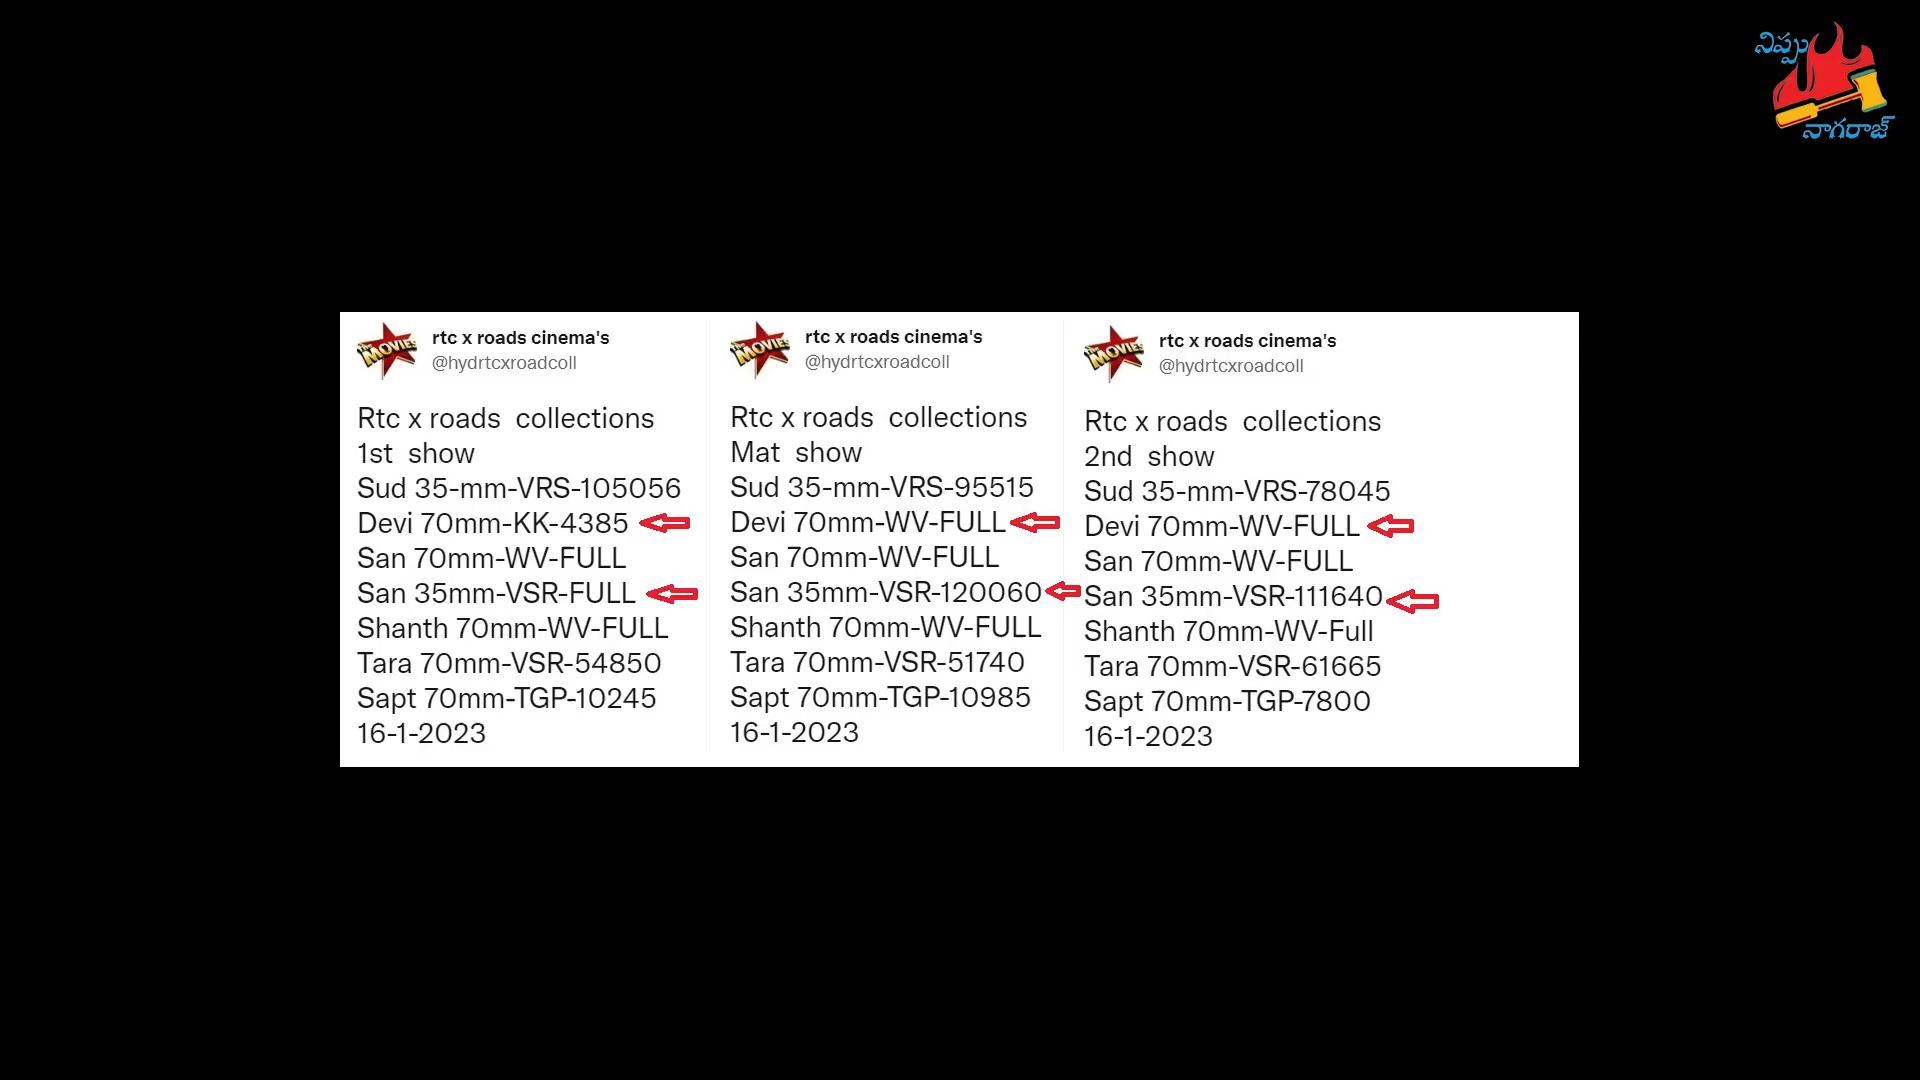 నిప్పు
నాగరాజ్
rtc x roads cinema's
@hydrtcxroadcoll
Rtc x roads  collections
1st  show
Sud 35-mm-VRS-105056
Devi 70mm-KK-4385
San 70mm-WV-FULL
San 35mm-VSR-FULL
Shanth 70mm-WV-FULL
Tara 70mm-VSR-54850
Sapt 70mm-TGP-10245
16-1-2023
rtc x roads cinema's
@hydrtcxroadcoll
Rtc x roads  collections
Mat  show
Sud 35-mm-VRS-95515
Devi 70mm-WV-FULL
San 70mm-WV-FULL
San 35mm-VSR-120060
Shanth 70mm-WV-FULL
Tara 70mm-VSR-51740
Sapt 70mm-TGP-10985
16-1-2023
rtc x roads cinema's
@hydrtcxroadcoll
Rtc x roads  collections
2nd  show
Sud 35-mm-VRS-78045
Devi 70mm-WV-FULL
San 70mm-WV-FULL
San 35mm-VSR-111640
Shanth 70mm-WV-Full
Tara 70mm-VSR-61665
Sapt 70mm-TGP-7800
16-1-2023
THE MOVIES
THE MOVIES
THE MOVIES